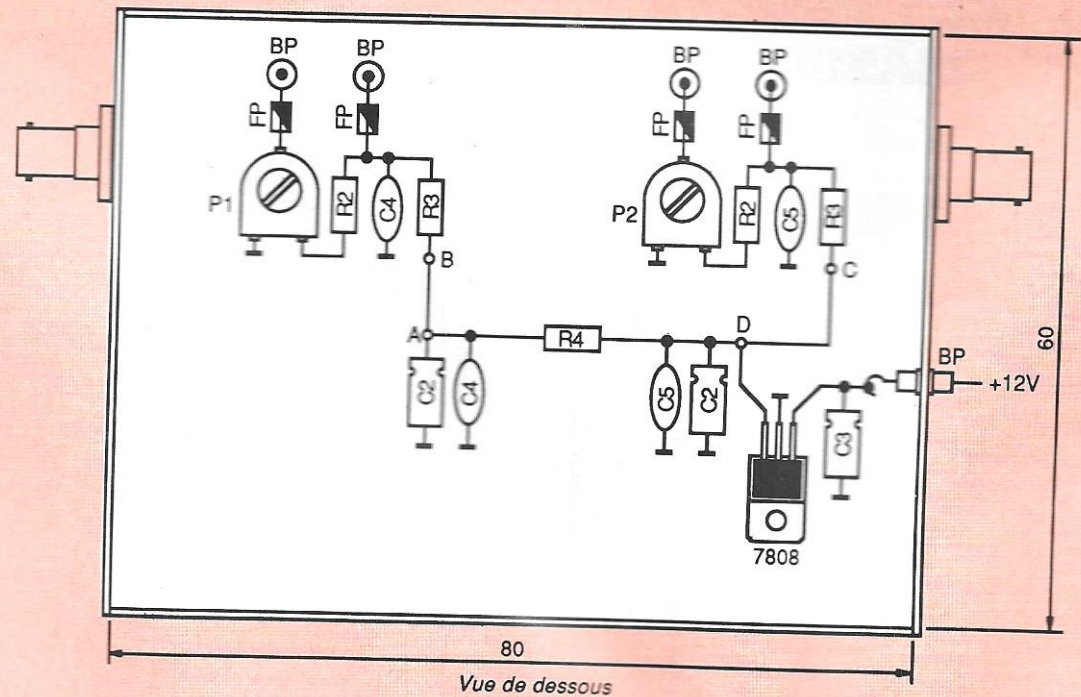 BP BP BP BP
FP FP FP FP
P1 R2 C4 R3 P2 R2 C5 R3
B C
A R4 D
60
C2 C4 C5 C2 BP +12V
C3
7808
80
Vue de dessous